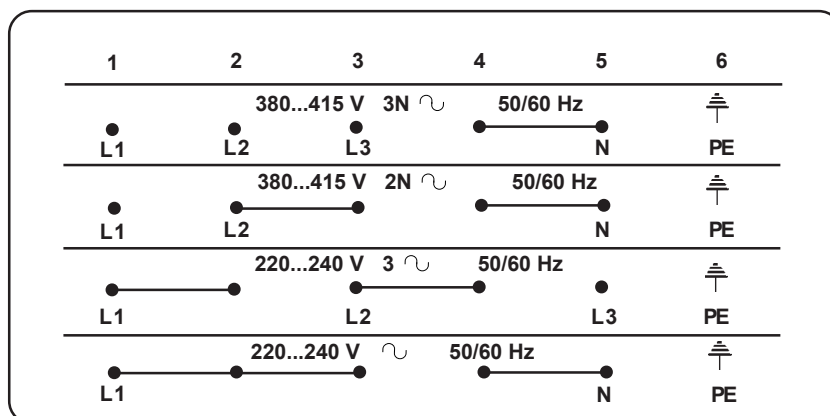 1 2 3 4 5 6
380...415 V 3N 50/60 Hz
L1 L2 L3 N PE
380...415 V 2N 50/60 Hz
L1 L2 N PE
220...240 V 3 50/60 Hz
L1 L2 L3 PE
220...240 V 50/60 Hz
L1 N PE